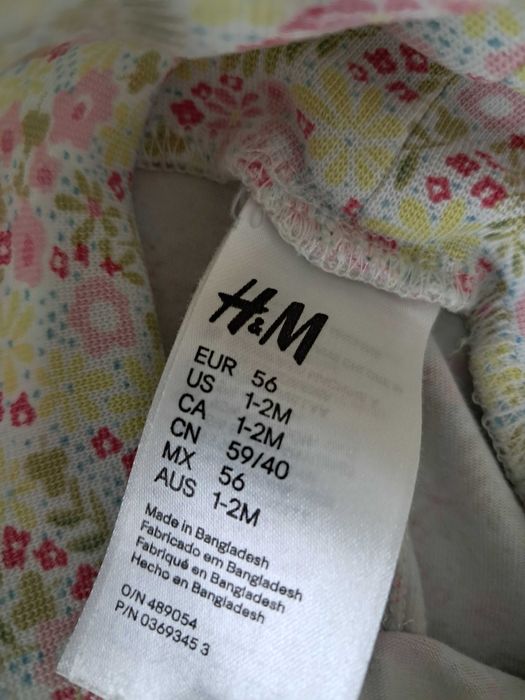 H&M
EUR 56
US 1-2M
CA 1-2M
CN 59/40
MX 56
AUS 1-2M
Made in Bangladesh
Fabricado em Bangladesh
Fabriqué en Bangladesh
Hecho en Bangladesh
O/N 489054
P/N 0369345 3